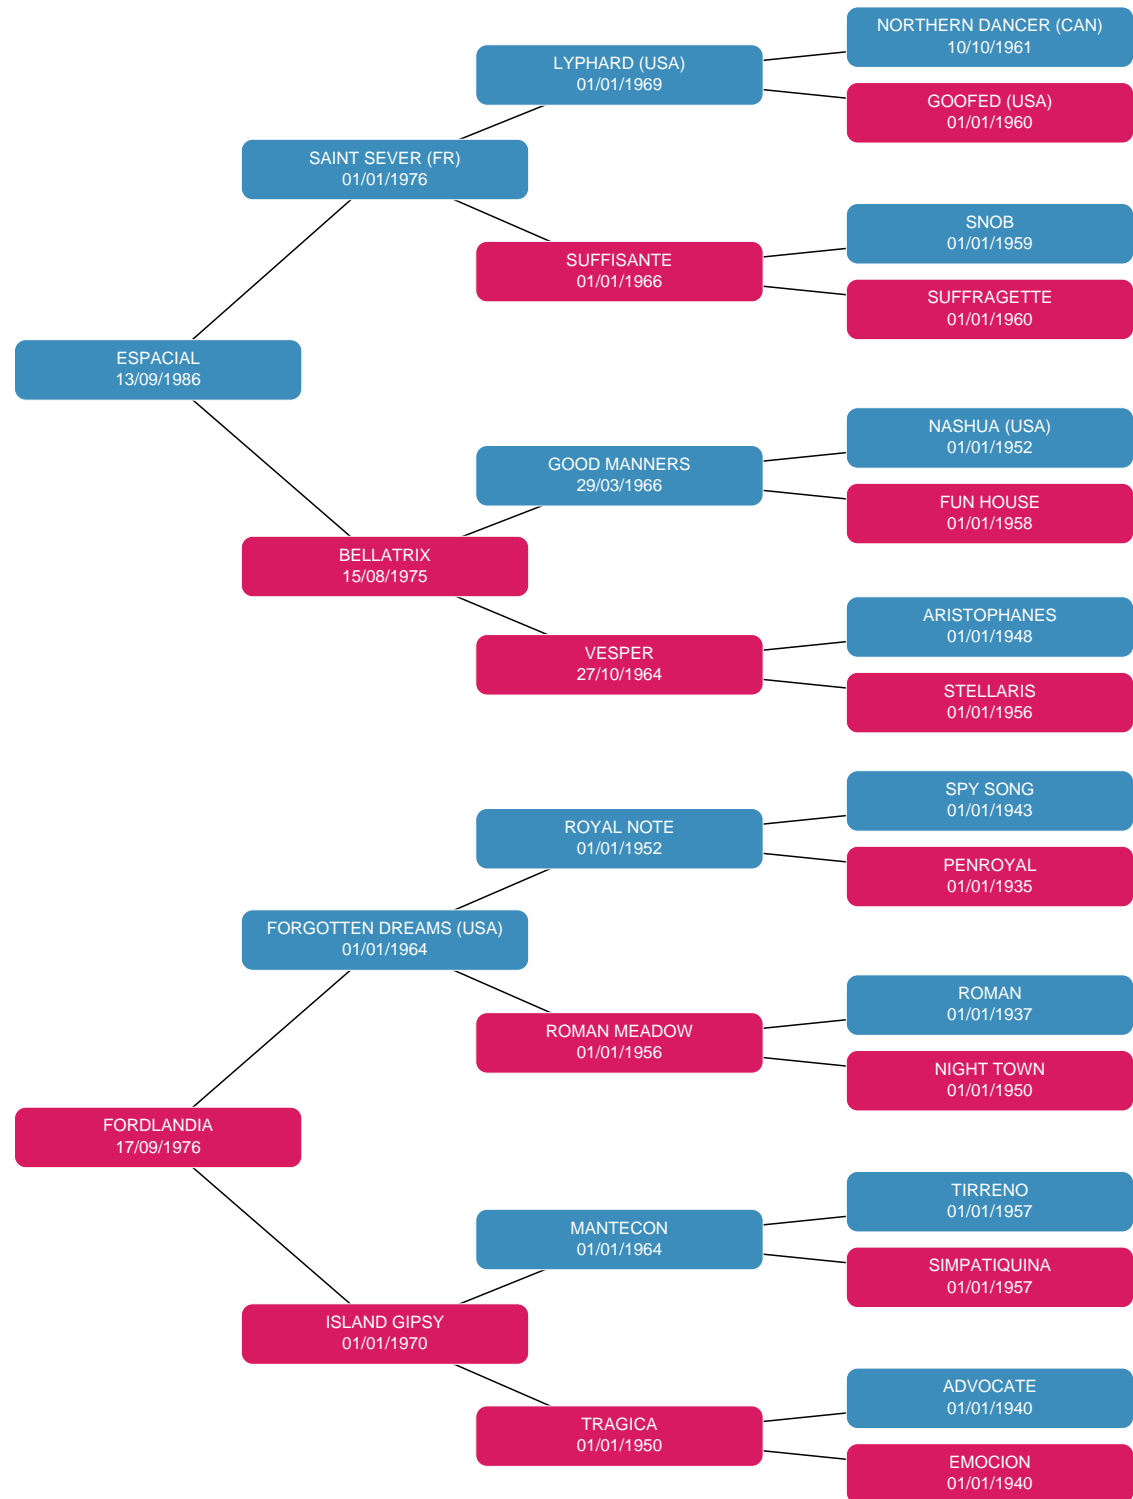 NORTHERN DANCER (CAN)
10/10/1961
LYPHARD (USA)
01/01/1969
GOOFED (USA)
01/01/1960
SAINT SEVER (FR)
01/01/1976
SNOB
01/01/1959
SUFFISANTE
01/01/1966
SUFFRAGETTE
01/01/1960
ESPACIAL
13/09/1986
NASHUA (USA)
01/01/1952
GOOD MANNERS
29/03/1966
FUN HOUSE
01/01/1958
BELLATRIX
15/08/1975
ARISTOPHANES
01/01/1948
VESPER
27/10/1964
STELLARIS
01/01/1956
SPY SONG
01/01/1943
ROYAL NOTE
01/01/1952
PENROYAL
01/01/1935
FORGOTTEN DREAMS (USA)
01/01/1964
ROMAN
01/01/1937
ROMAN MEADOW
01/01/1956
NIGHT TOWN
01/01/1950
FORDLANDIA
17/09/1976
TIRRENO
01/01/1957
MANTECON
01/01/1964
SIMPATIQUINA
01/01/1957
ISLAND GIPSY
01/01/1970
ADVOCATE
01/01/1940
TRAGICA
01/01/1950
EMOCION
01/01/1940